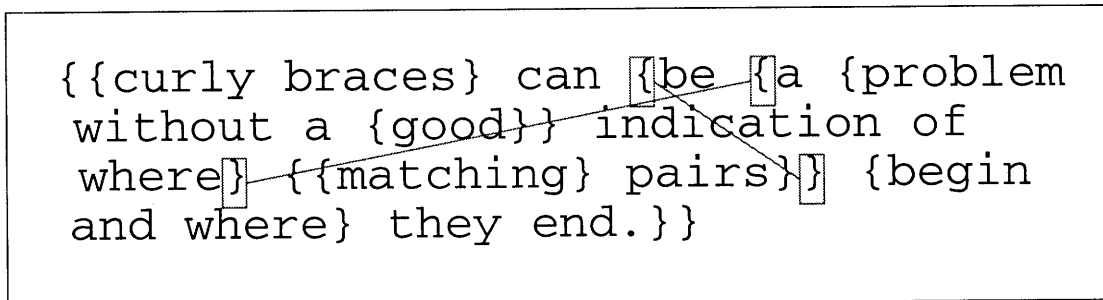 {{curly braces} can {be {a {problem
without a {good}} indication of
where} {{matching} pairs}} {begin
and where} they end.}}